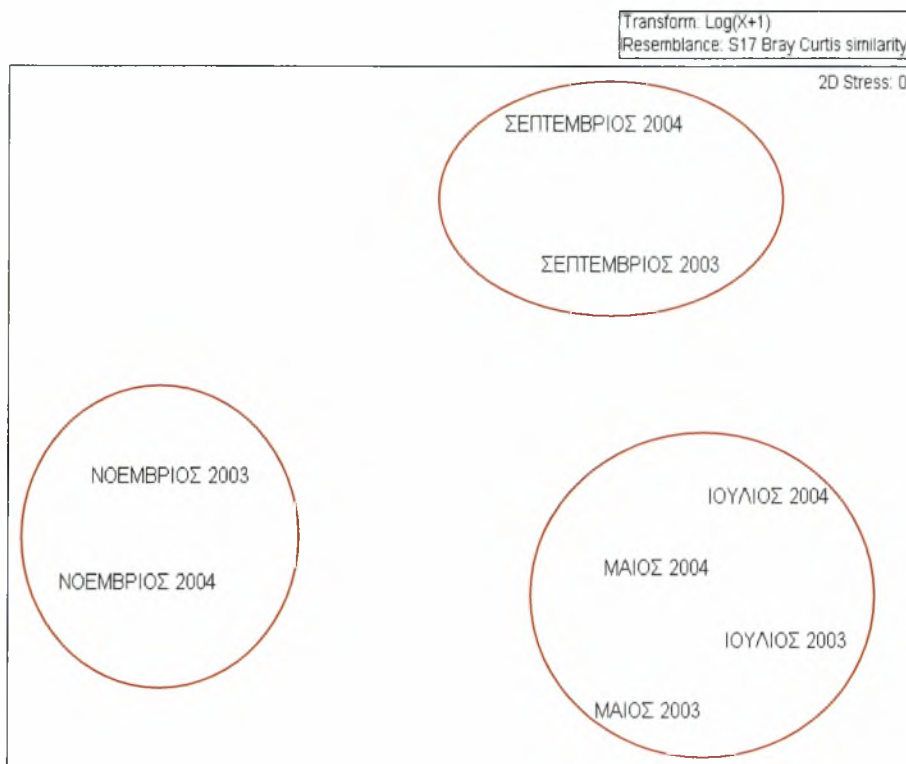 Transform: Log(X+1)
Resemblance: S17 Bray Curtis similarity
2D Stress: 0
ΣΕΠΤΕΜΒΡΙΟΣ 2004
ΣΕΠΤΕΜΒΡΙΟΣ 2003
ΝΟΕΜΒΡΙΟΣ 2003
ΙΟΥΛΙΟΣ 2004
ΜΑΙΟΣ 2004
ΝΟΕΜΒΡΙΟΣ 2004
ΙΟΥΛΙΟΣ 2003
ΜΑΙΟΣ 2003